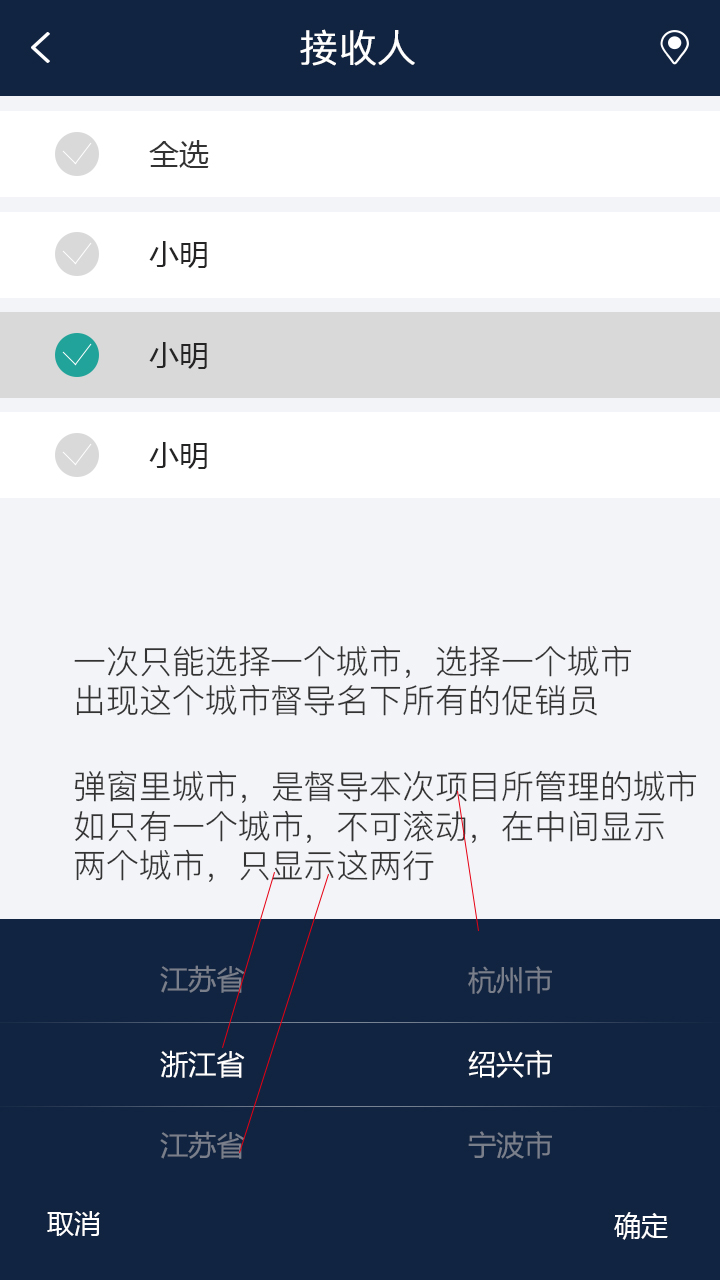 接收人
全选
小明
小明
小明
一次只能选择一个城市，选择一个城市
出现这个城市督导名下所有的促销员
弹窗里城市，是督导本次项目所管理的城市
如只有一个城市，不可滚动，在中间显示
两个城市，只显示这两行
江苏省 杭州市
浙江省 绍兴市
江苏省 宁波市
取消 确定